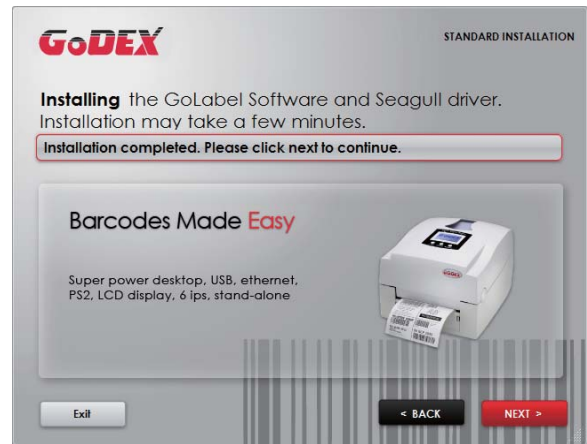 GODEX
STANDARD INSTALLATION
Installing the GoLabel Software and Seagull driver.
Installation may take a few minutes.
Installation completed. Please click next to continue.
Barcodes Made Easy
Super power desktop, USB, ethernet,
PS2, LCD display, 6 ips, stand-alone
GODEX
Exit
< BACK
NEXT >